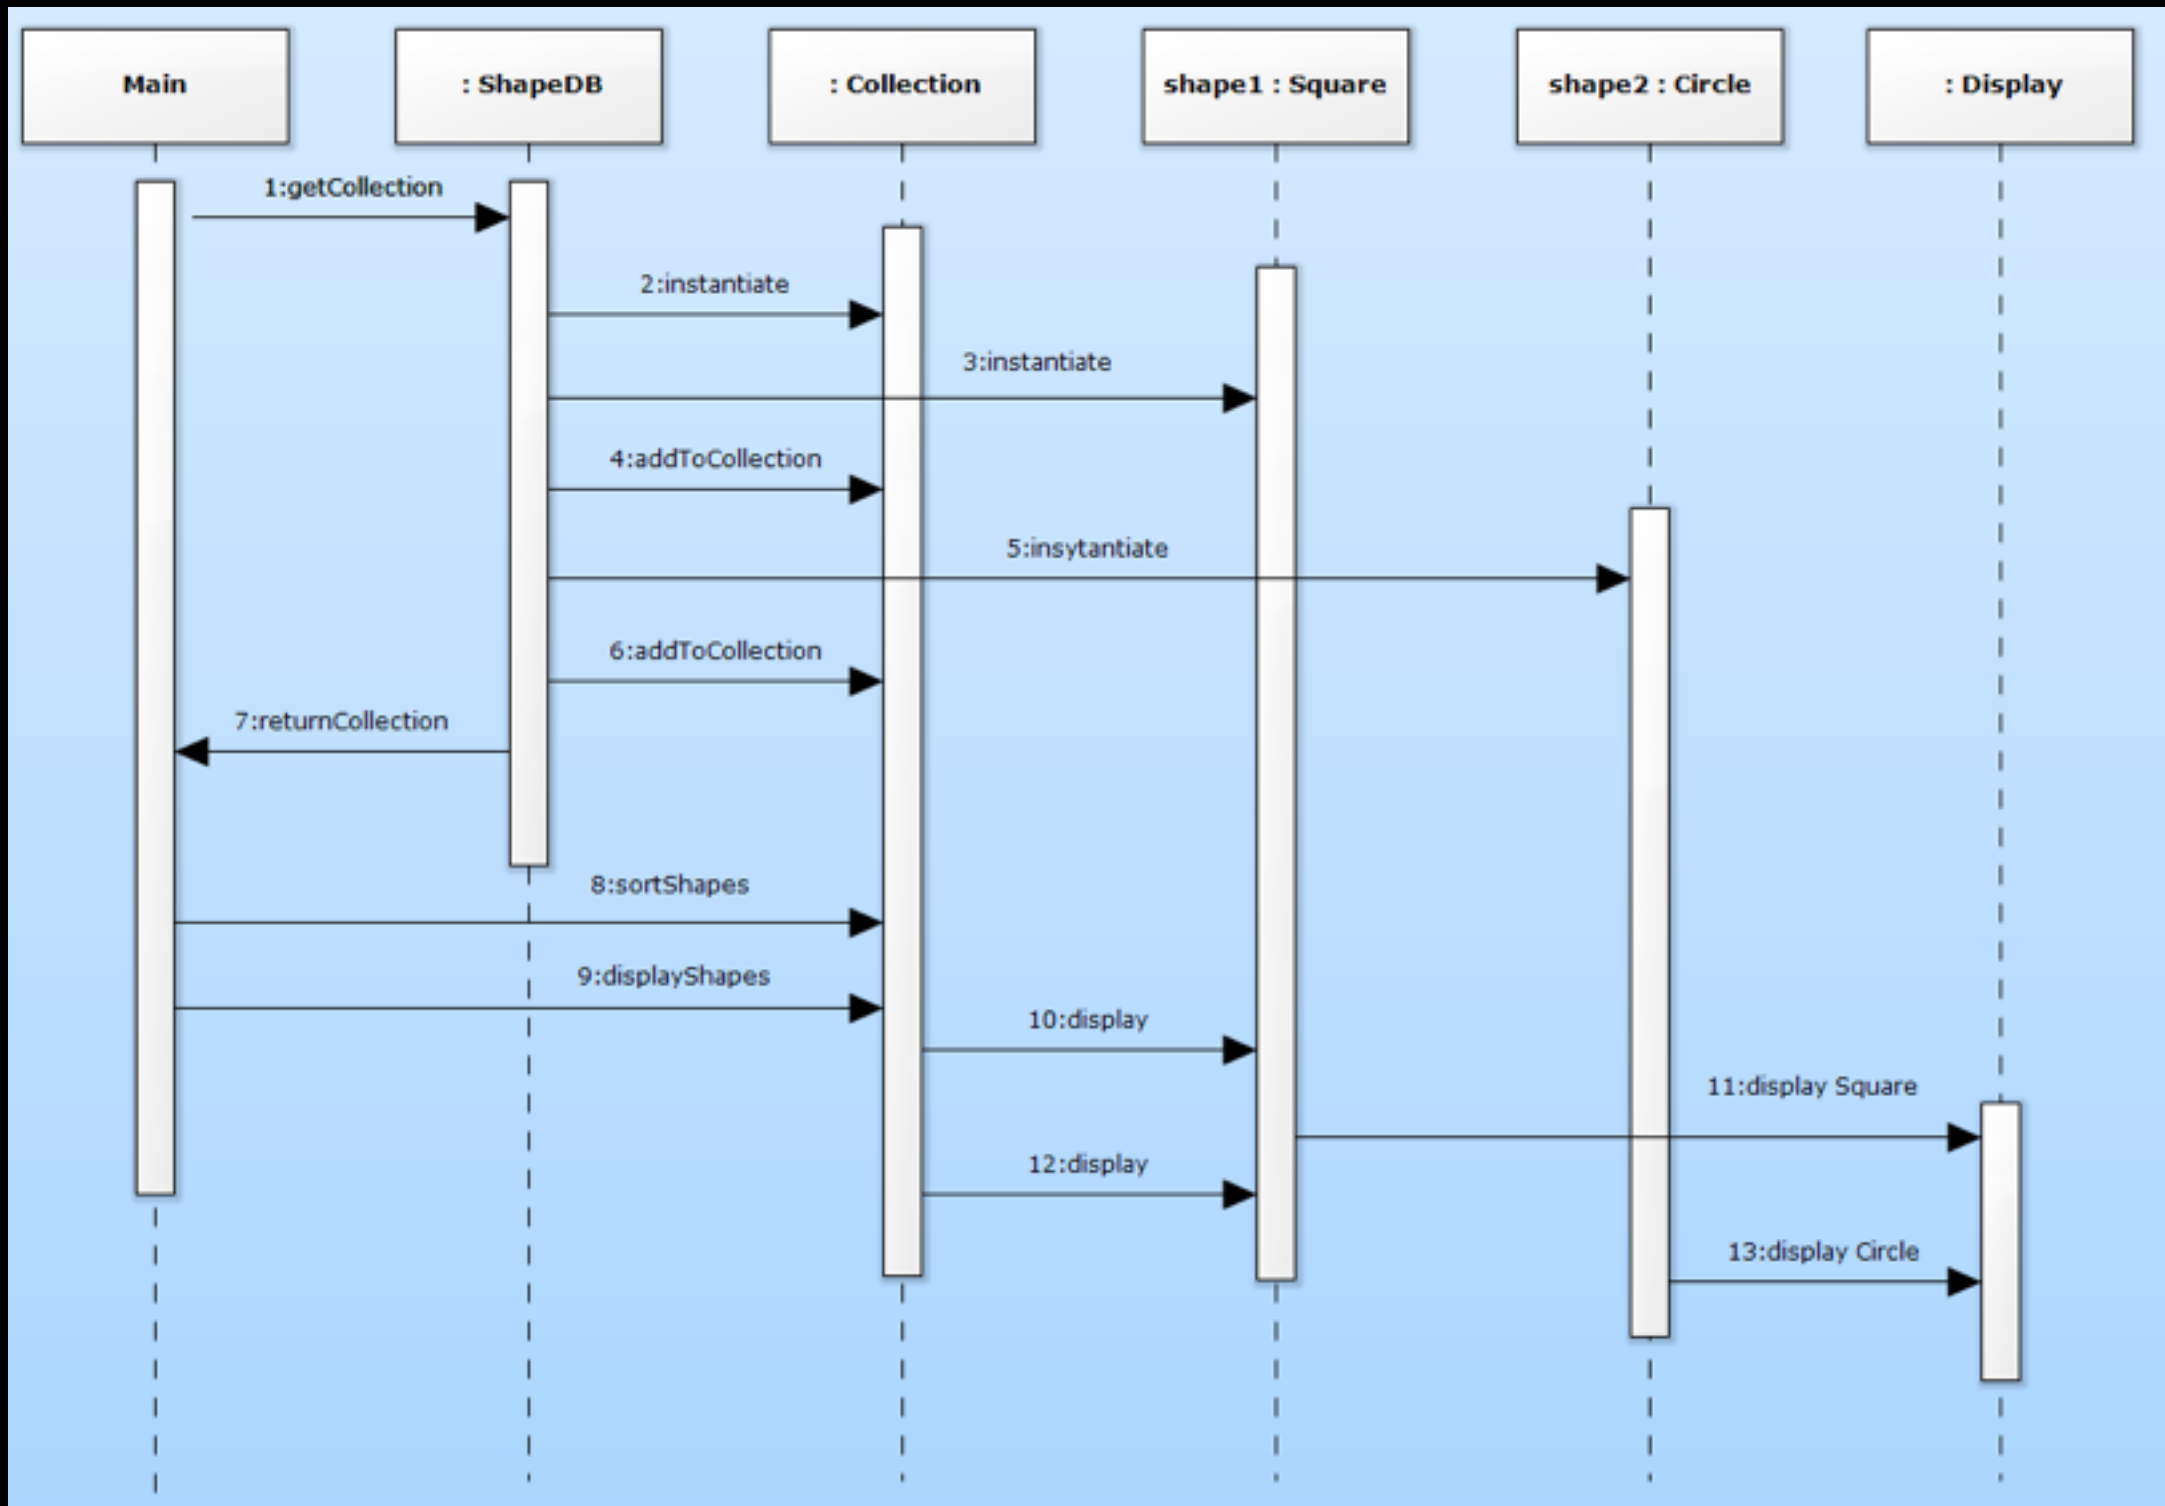 Main
: ShapeDB
: Collection
shape1 : Square
shape2 : Circle
: Display
1:getCollection
2:instantiate
3:instantiate
4:addToCollection
5:insytantiate
6:addToCollection
7:returnCollection
8:sortShapes
9:displayShapes
10:display
11:display Square
12:display
13:display Circle